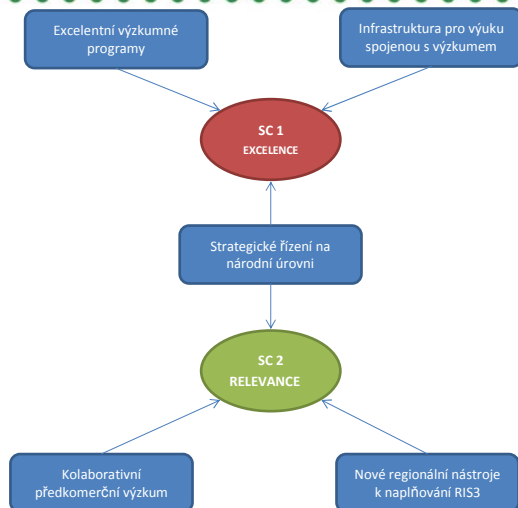 Excelentní výzkumné
programy
Infrastruktura pro výuku
spojenou s výzkumem
SC 1
EXCELENCE
Strategické řízení na
národní úrovni
SC 2
RELEVANCE
Kolaborativní
předkomerční výzkum
Nové regionální nástroje
k naplňování RIS3